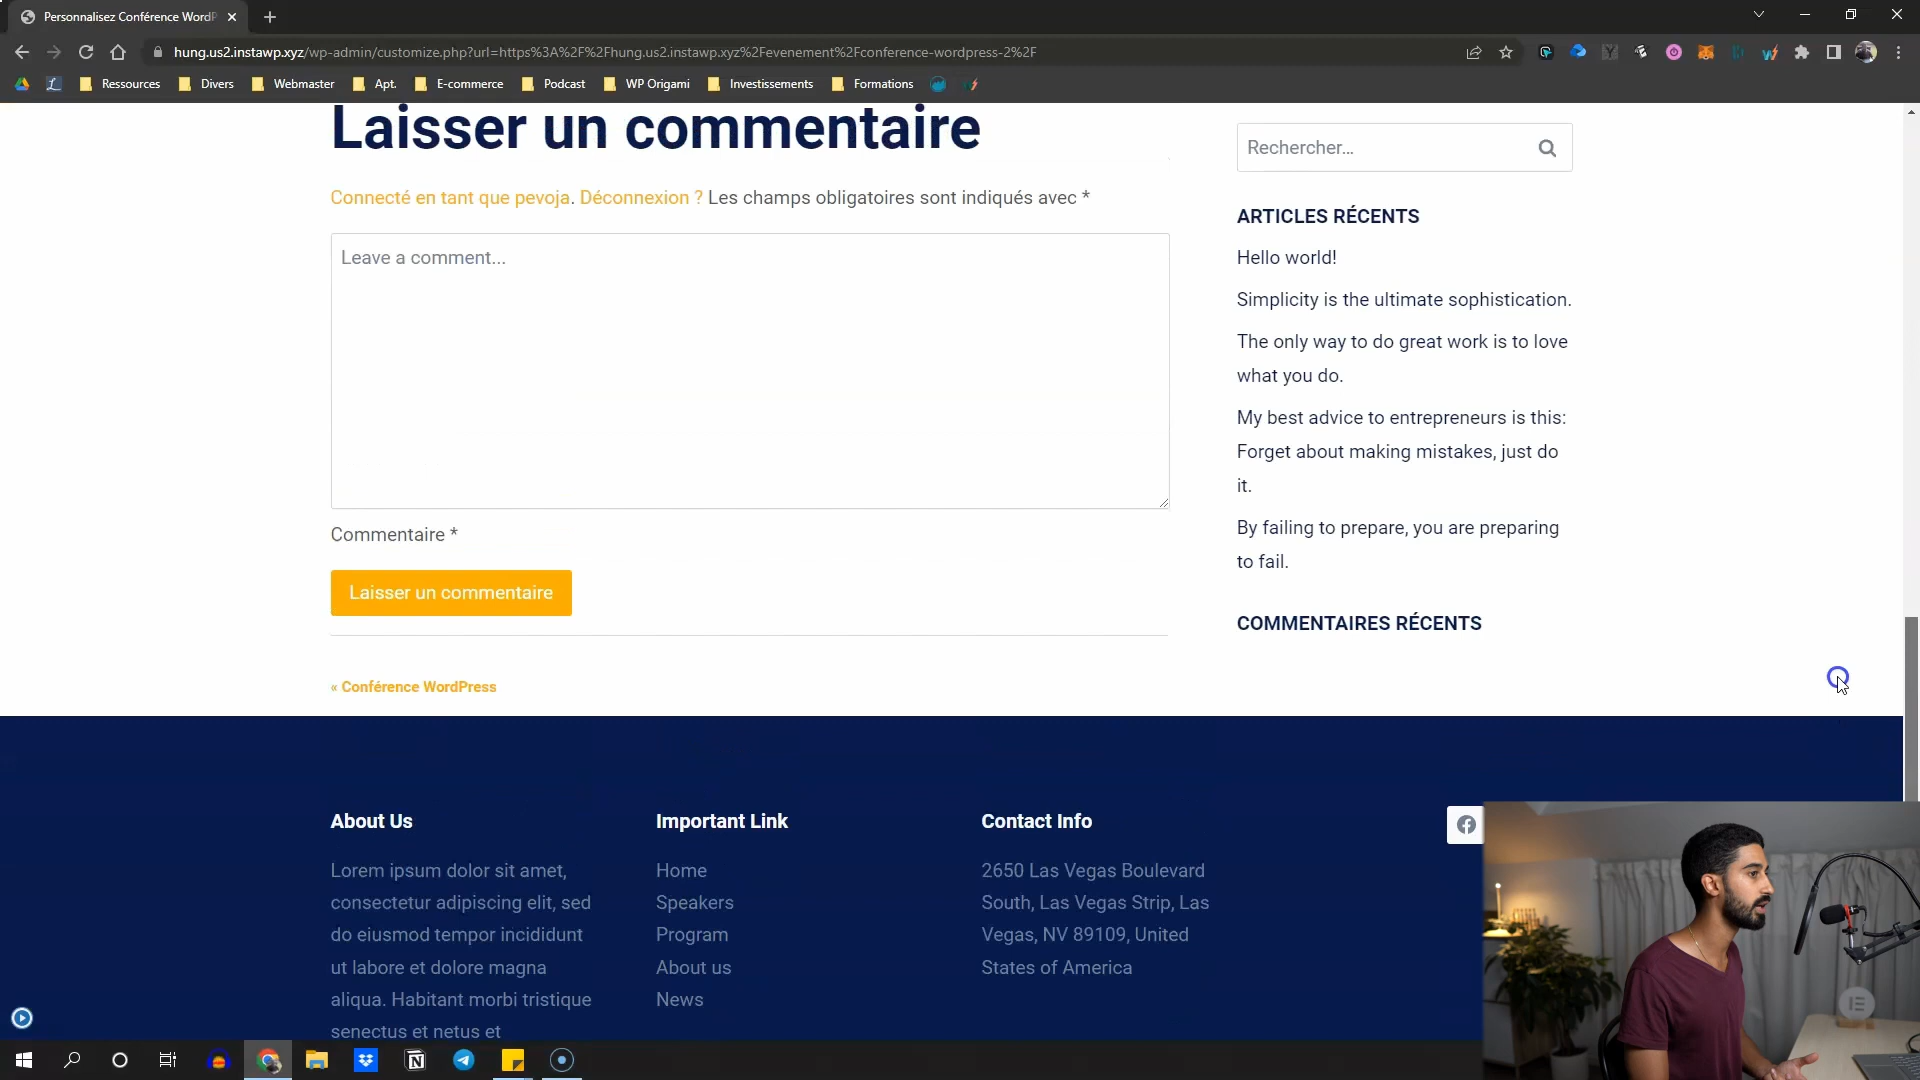 Personnalisez Conférence WordP
hung.us2.instawp.xyz/wp-admin/customize.php?url=https%3A%2F%2Fhung.us2.instawp.xyz%2Fevenement%2Fconference-wordpress-2%2F
Ressources
Divers
Webmaster
Apt.
E-commerce
Podcast
WP Origami
Investissements
Formations
Laisser un commentaire
Connecté en tant que pevoja. Déconnexion ? Les champs obligatoires sont indiqués avec *
Leave a comment...
Commentaire *
Laisser un commentaire
« Conférence WordPress
Rechercher...
ARTICLES RÉCENTS
Hello world!
Simplicity is the ultimate sophistication.
The only way to do great work is to love
what you do.
My best advice to entrepreneurs is this:
Forget about making mistakes, just do
it.
By failing to prepare, you are preparing
to fail.
COMMENTAIRES RÉCENTS
About Us
Lorem ipsum dolor sit amet,
consectetur adipiscing elit, sed
do eiusmod tempor incididunt
ut labore et dolore magna
aliqua. Habitant morbi tristique
senectus et netus et
Important Link
Home
Speakers
Program
About us
News
Contact Info
2650 Las Vegas Boulevard
South, Las Vegas Strip, Las
Vegas, NV 89109, United
States of America